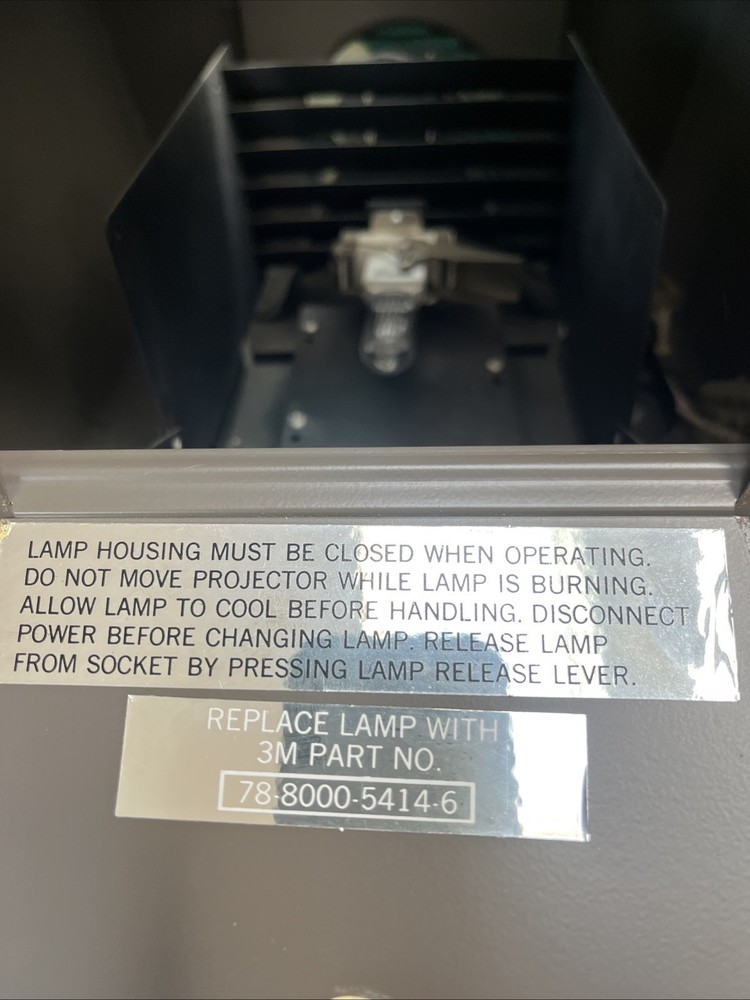 LAMP HOUSING MUST BE CLOSED WHEN OPERATING.
DO NOT MOVE PROJECTOR WHILE LAMP IS BURNING.
ALLOW LAMP TO COOL BEFORE HANDLING. DISCONNECT
POWER BEFORE CHANGING LAMP. RELEASE LAMP
FROM SOCKET BY PRESSING LAMP RELEASE LEVER.
REPLACE LAMP WITH
3M PART NO.
78-8000-5414-6